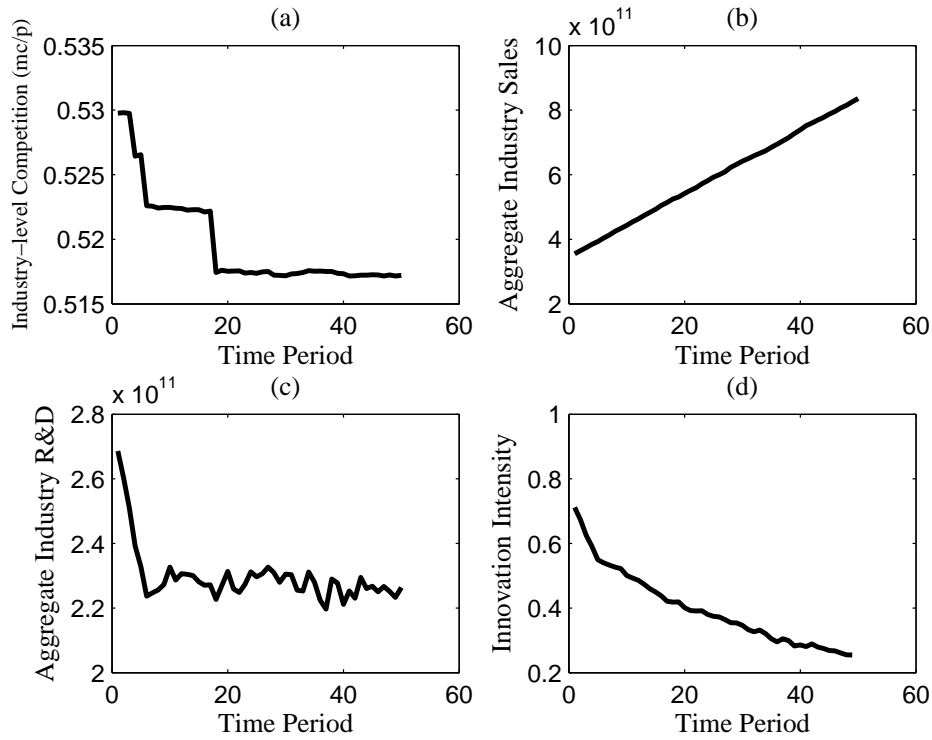 (a)
Industry−level Competition (mc/p)
0.535
0.53
0.525
0.52
0.515
0 20 40 60
Time Period
(b)
x 10^11
Aggregate Industry Sales
10
8
6
4
2
0 20 40 60
Time Period
(c)
x 10^11
Aggregate Industry R&D
2.8
2.6
2.4
2.2
2
0 20 40 60
Time Period
(d)
Innovation Intensity
1
0.8
0.6
0.4
0.2
0 20 40 60
Time Period